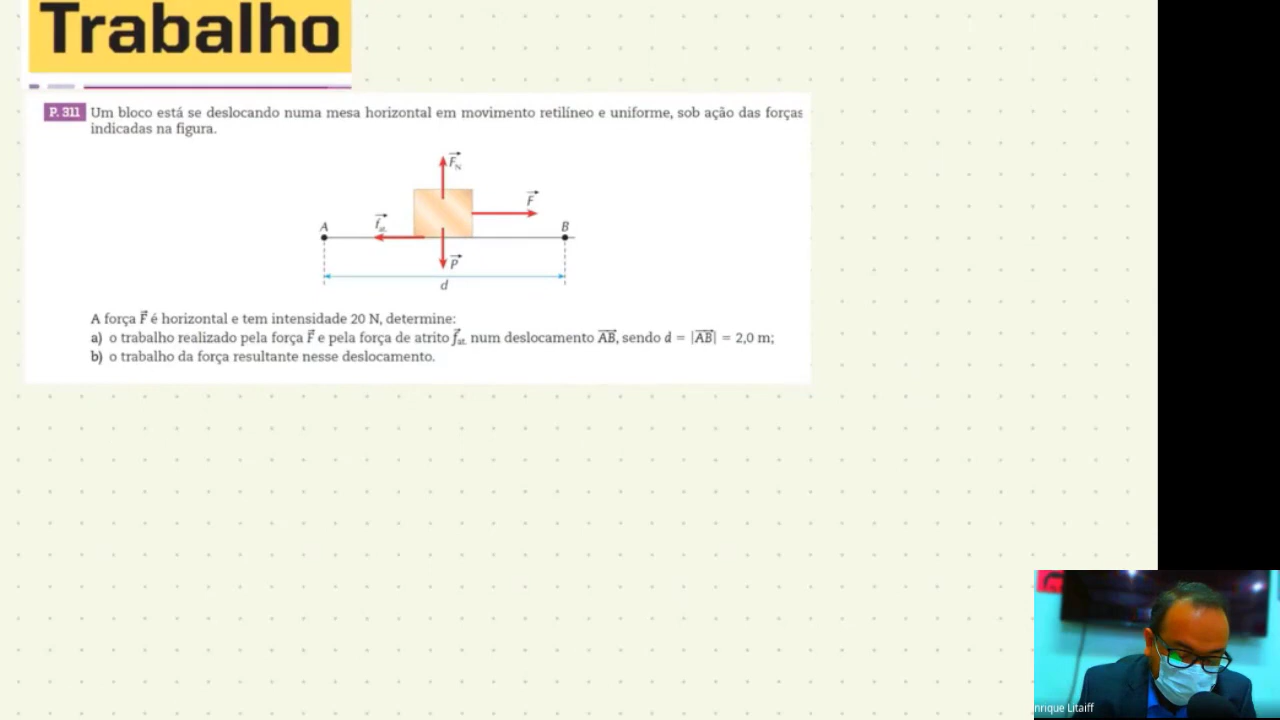 Trabalho
P. 311 Um bloco está se deslocando numa mesa horizontal em movimento retilíneo e uniforme, sob ação das forças
indicadas na figura.
F_N
F
f_at.
A
B
P
d
A força F é horizontal e tem intensidade 20 N, determine:
a) o trabalho realizado pela força F e pela força de atrito f_at. num deslocamento AB, sendo d = |AB| = 2,0 m;
b) o trabalho da força resultante nesse deslocamento.
nrique Litaiff